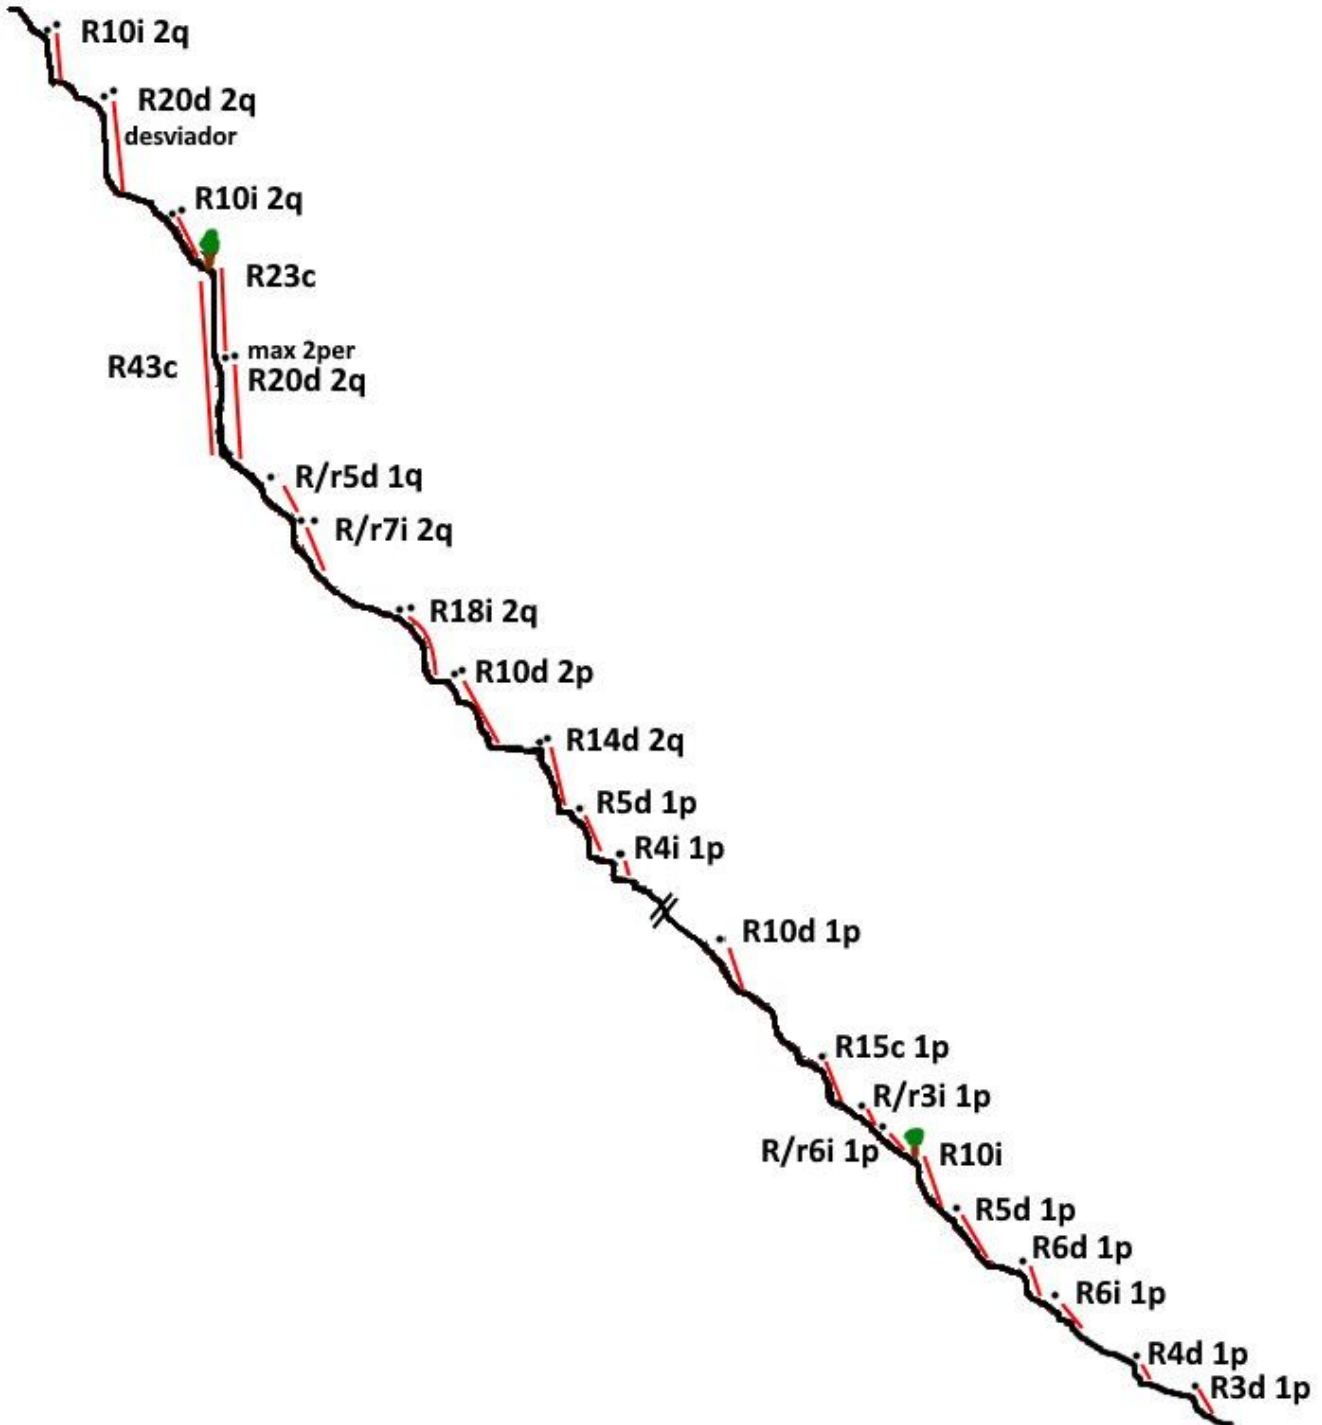 R10i 2q
R20d 2q
desviador
R10i 2q
R23c
max 2per
R43c
R20d 2q
R/r5d 1q
R/r7i 2q
R18i 2q
R10d 2p
R14d 2q
R5d 1p
R4i 1p
R10d 1p
R15c 1p
R/r3i 1p
R/r6i 1p
R10i
R5d 1p
R6d 1p
R6i 1p
R4d 1p
R3d 1p